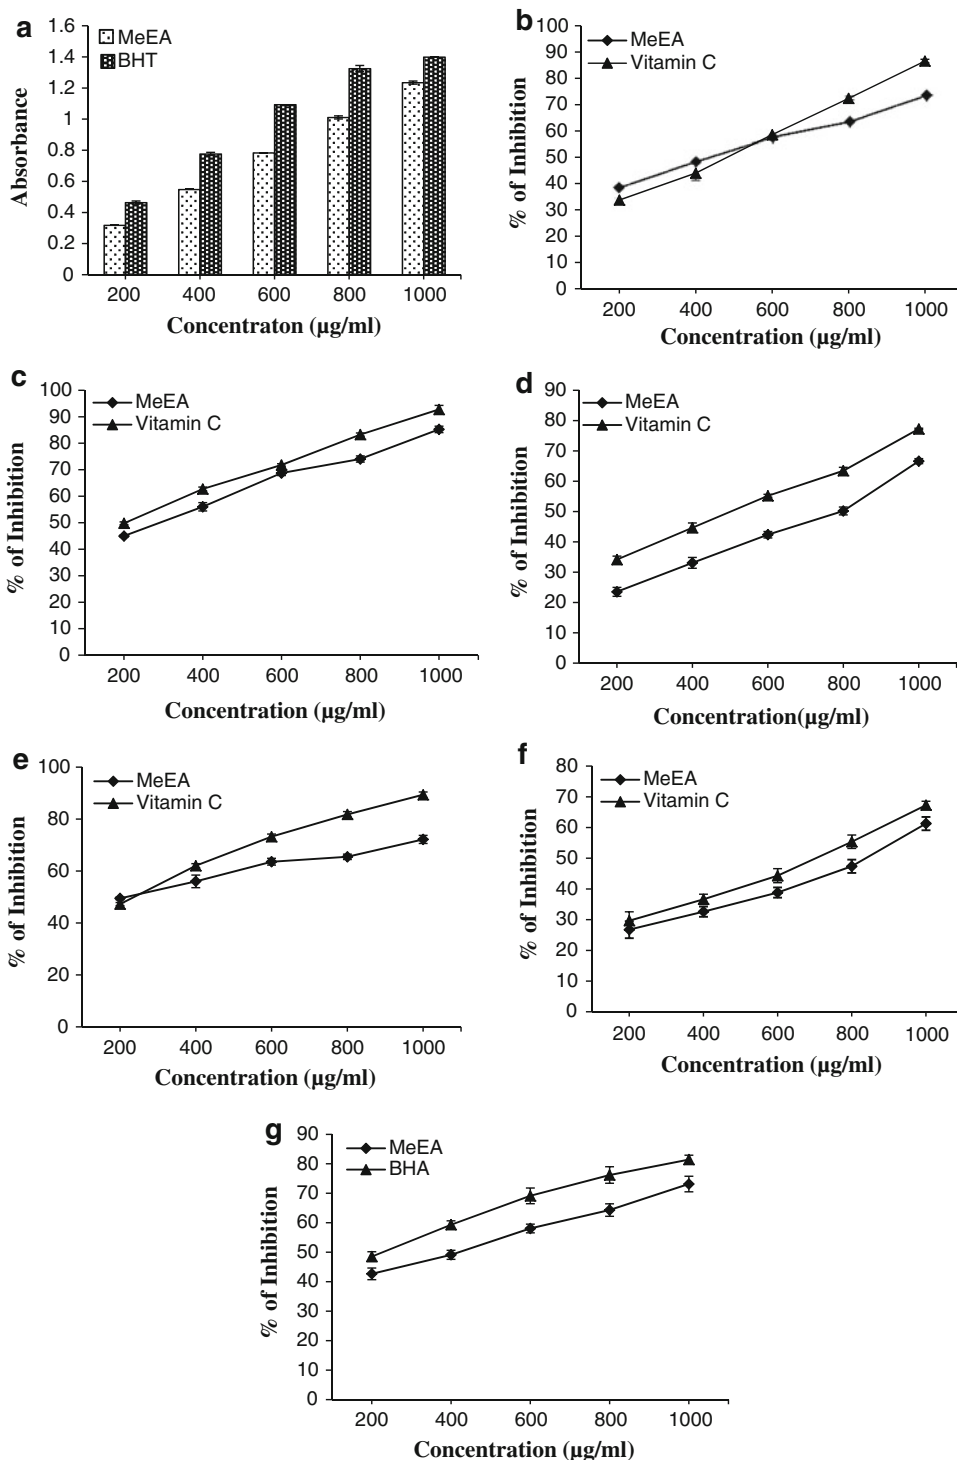 a
MeEA
BHT
Absorbance
1.6
1.4
1.2
1
0.8
0.6
0.4
0.2
0
200 400 600 800 1000
Concentraton (µg/ml)
b
MeEA
Vitamin C
% of Inhibition
100
90
80
70
60
50
40
30
20
10
0
200 400 600 800 1000
Concentration (µg/ml)
c
MeEA
Vitamin C
% of Inhibition
100
90
80
70
60
50
40
30
20
10
0
200 400 600 800 1000
Concentration (µg/ml)
d
MeEA
Vitamin C
% of Inhibition
90
80
70
60
50
40
30
20
10
0
200 400 600 800 1000
Concentration(µg/ml)
e
MeEA
Vitamin C
% of Inhibition
100
80
60
40
20
0
200 400 600 800 1000
Concentration (µg/ml)
f
MeEA
Vitamin C
% of Inhibition
80
70
60
50
40
30
20
10
0
200 400 600 800 1000
Concentration (µg/ml)
g
MeEA
BHA
% of Inhibition
90
80
70
60
50
40
30
20
10
0
200 400 600 800 1000
Concentration (µg/ml)